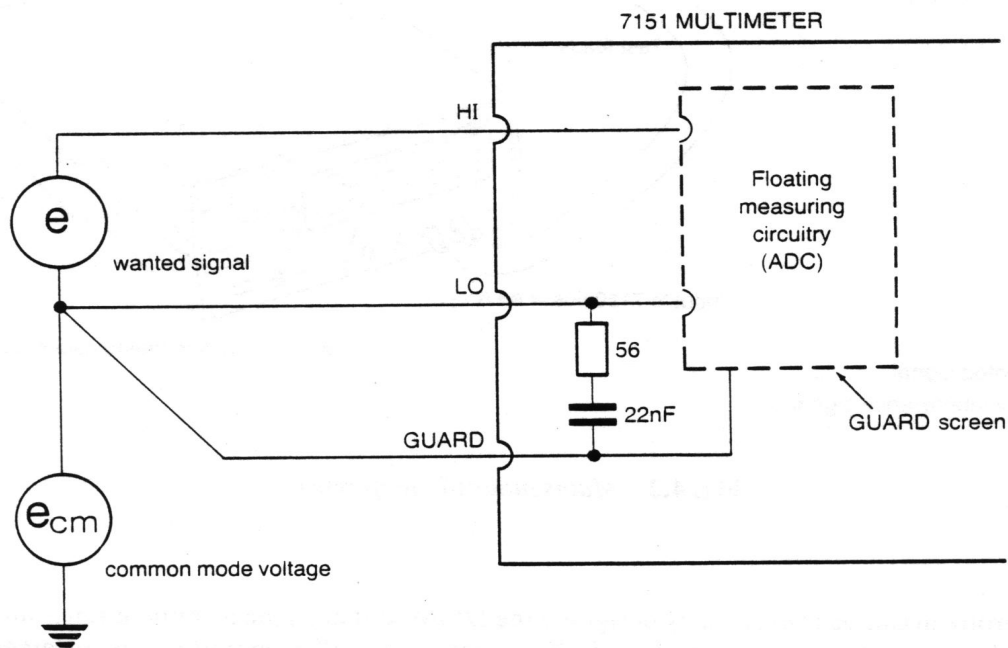 7151 MULTIMETER
HI
Floating
measuring
circuitry
(ADC)
e
wanted signal
LO
56
22nF
GUARD
GUARD screen
ecm
common mode voltage